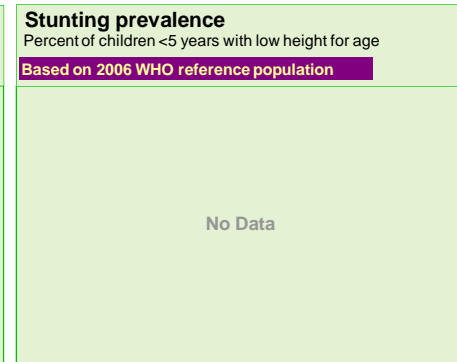 Stunting prevalence
Percent of children <5 years with low height for age
Based on 2006 WHO reference population
No Data